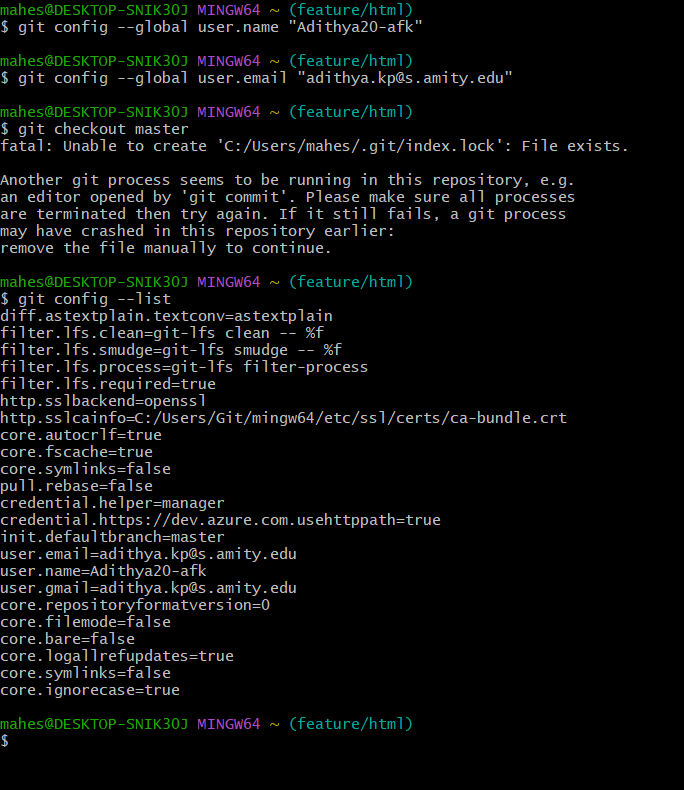 mahes@DESKTOP-SNIK3OJ MINGW64 ~ (feature/html)
$ git config --global user.name "Adithya20-afk"
mahes@DESKTOP-SNIK3OJ MINGW64 ~ (feature/html)
$ git config --global user.email "adithya.kp@s.amity.edu"
mahes@DESKTOP-SNIK3OJ MINGW64 ~ (feature/html)
$ git checkout master
fatal: Unable to create 'C:/Users/mahes/.git/index.lock': File exists.
Another git process seems to be running in this repository, e.g.
an editor opened by 'git commit'. Please make sure all processes
are terminated then try again. If it still fails, a git process
may have crashed in this repository earlier:
remove the file manually to continue.
mahes@DESKTOP-SNIK3OJ MINGW64 ~ (feature/html)
$ git config --list
diff.astextplain.textconv=astextplain
filter.lfs.clean=git-lfs clean -- %f
filter.lfs.smudge=git-lfs smudge -- %f
filter.lfs.process=git-lfs filter-process
filter.lfs.required=true
http.sslbackend=openssl
http.sslcainfo=C:/Users/Git/mingw64/etc/ssl/certs/ca-bundle.crt
core.autocrlf=true
core.fscache=true
core.symlinks=false
pull.rebase=false
credential.helper=manager
credential.https://dev.azure.com.usehttppath=true
init.defaultbranch=master
user.email=adithya.kp@s.amity.edu
user.name=Adithya20-afk
user.gmail=adithya.kp@s.amity.edu
core.repositoryformatversion=0
core.filemode=false
core.bare=false
core.logallrefupdates=true
core.symlinks=false
core.ignorecase=true
mahes@DESKTOP-SNIK3OJ MINGW64 ~ (feature/html)
$